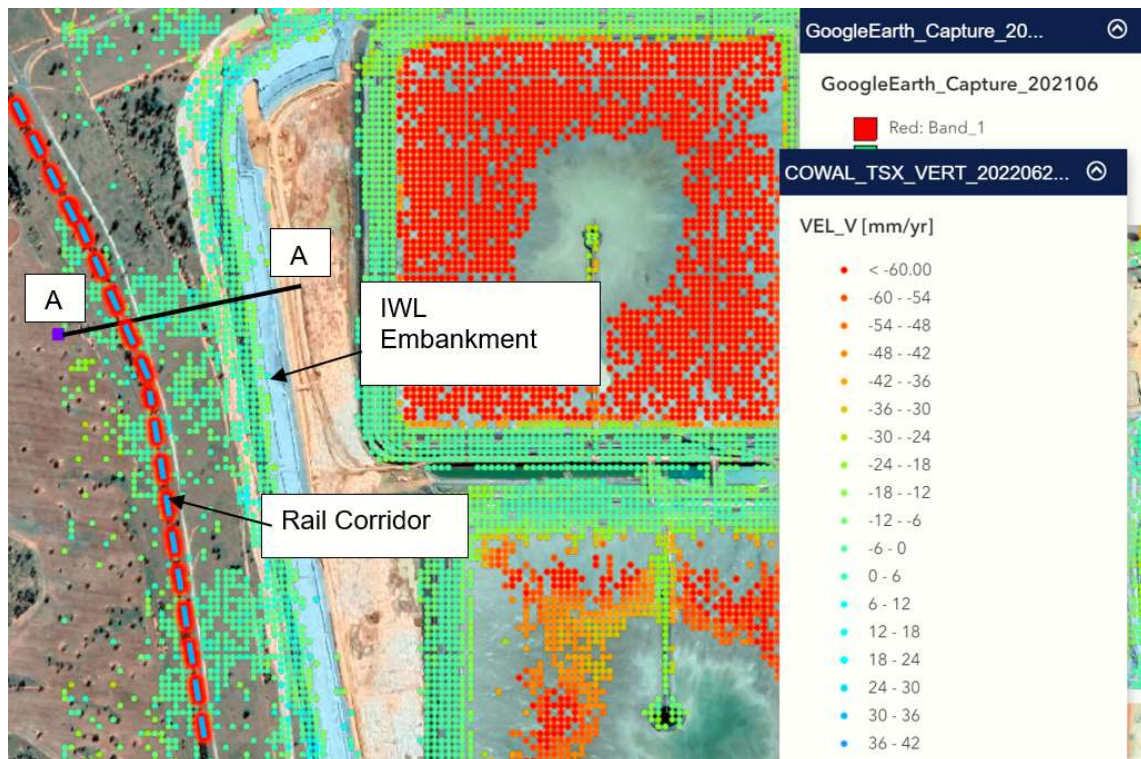 GoogleEarth_Capture_20...
GoogleEarth_Capture_202106
Red: Band_1
COWAL_TSX_VERT_2022062...
VEL_V [mm/yr]
< -60.00
-60 - -54
-54 - -48
-48 - -42
-42 - -36
-36 - -30
-30 - -24
-24 - -18
-18 - -12
-12 - -6
-6 - 0
0 - 6
6 - 12
12 - 18
18 - 24
24 - 30
30 - 36
36 - 42
A
A
IWL
Embankment
Rail Corridor